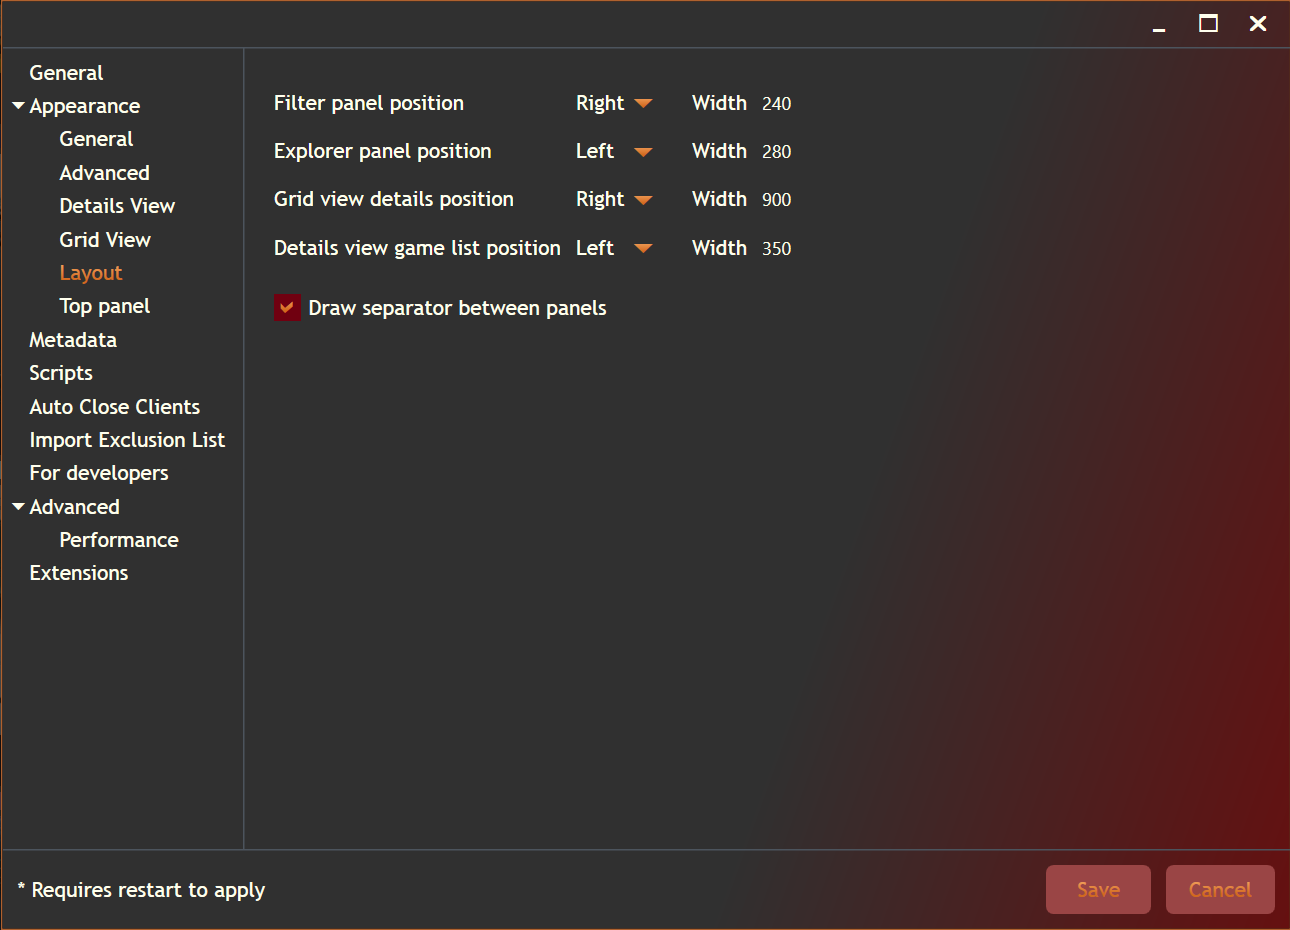 General
Appearance
General
Advanced
Details View
Grid View
Layout
Top panel
Metadata
Scripts
Auto Close Clients
Import Exclusion List
For developers
Advanced
Performance
Extensions
Filter panel position Right Width 240
Explorer panel position Left Width 280
Grid view details position Right Width 900
Details view game list position Left Width 350
Draw separator between panels
* Requires restart to apply
Save Cancel